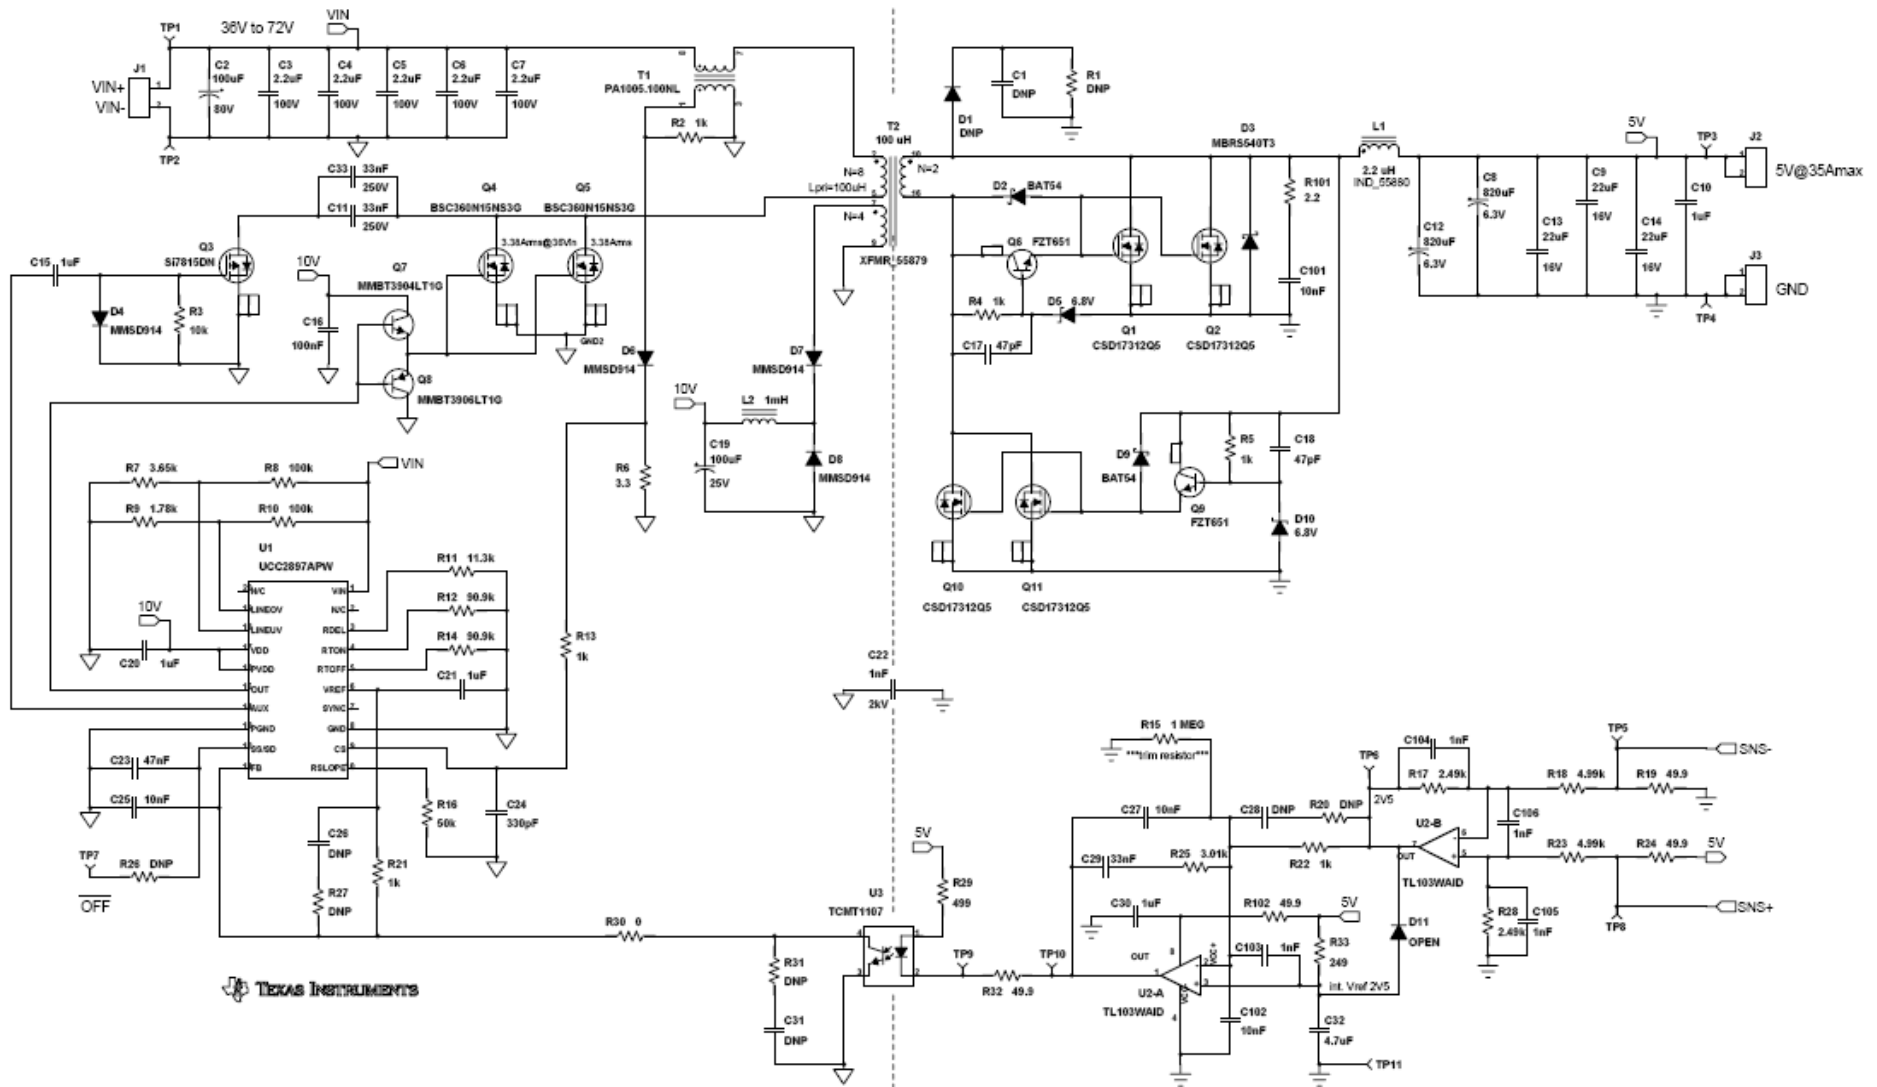 VIN
TP1
36V to 72V
J1
VIN+
VIN-
TP2
C2
100uF
80V
C3
2.2uF
100V
C4
2.2uF
100V
C5
2.2uF
100V
C6
2.2uF
100V
C7
2.2uF
100V
T1
PA1005.100NL
R2 1k
C1
DNP
R1
DNP
D1
DNP
T2
100 uH
N=8
Lpri=100uH
N=2
N=4
XFMR_55879
D3
MBRS540T3
L1
2.2 uH
IND_55860
5V
TP3
J2
5V@35Amax
C33 33nF
250V
C11 33nF
250V
Q4
BSC360N15NS3G
Q5
BSC360N15NS3G
3.38Arms@36Vin
3.38Arms
GND2
D2 BAT54
R101
2.2
C101
10nF
C8
820uF
6.3V
C9
22uF
16V
C10
1uF
C12
820uF
6.3V
C13
22uF
16V
C14
22uF
16V
J3
GND
TP4
Q3
Si7815DN
C15 1uF
D4
MMSD914
R3
10k
10V
C16
100nF
Q7
MMBT3904LT1G
Q8
MMBT3906LT1G
Q6 FZT651
R4 1k
D5 6.8V
C17 47pF
Q1
CSD17312Q5
Q2
CSD17312Q5
D6
MMSD914
D7
MMSD914
10V
L2 1mH
C19
100uF
25V
D8
MMSD914
R6
3.3
D9
BAT54
R5
1k
C18
47pF
Q9
FZT651
D10
6.8V
Q10
CSD17312Q5
Q11
CSD17312Q5
VIN
R7 3.65k
R8 100k
R9 1.78k
R10 100k
U1
UCC2897APW
N/C
LINEOV
LINEUV
VDD
PVDD
OUT
AUX
PGND
SS/SD
FB
VIN
N/C
RDEL
RTON
RTOFF
VREF
SYNC
GND
CS
RSLOPE
10V
C20 1uF
R11 11.3k
R12 90.9k
R14 90.9k
C21 1uF
R13
1k
C22
1nF
2kV
C23 47nF
C25 10nF
R16
50k
C24
330pF
C26
DNP
R21
1k
R27
DNP
TP7
R26 DNP
OFF
R30 0
R31
DNP
C31
DNP
U3
TCMT1107
5V
R29
499
TP9
R32 49.9
TP10
R15 1 MEG
***trim resistor***
C27 10nF
C28 DNP
R20 DNP
C29 33nF
R25 3.01k
R22 1k
C30 1uF
R102 49.9
5V
C103 1nF
R33
249
OUT
U2-A
TL103WAID
VCC+
VCC-
int. Vref 2V5
C102
10nF
C32
4.7uF
TP11
TP6
2V5
C104 1nF
R17 2.49k
U2-B
OUT
TL103WAID
D11
OPEN
C106
1nF
R18 4.99k
R19 49.9
TP5
SNS-
R23 4.99k
R24 49.9
5V
TP8
SNS+
R28
2.49k
C105
1nF
TEXAS INSTRUMENTS